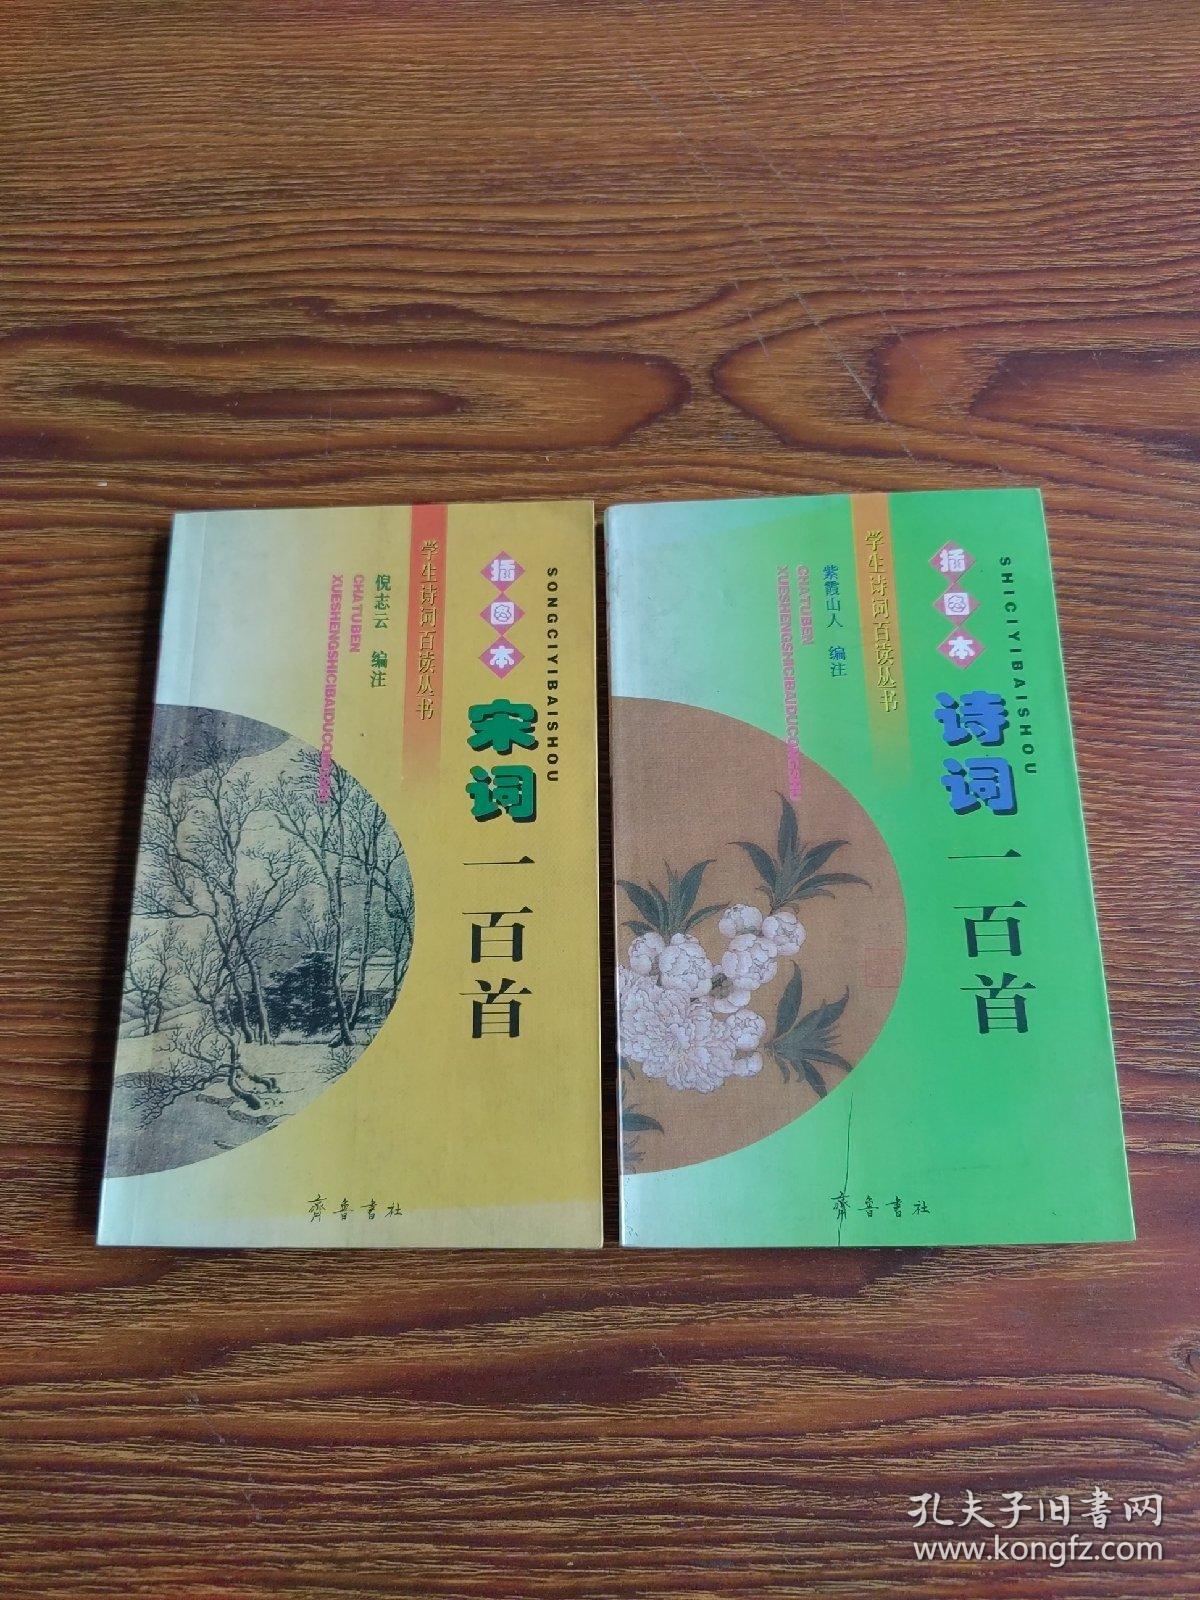 学生诗词百读丛书
插图本
SONGCIYIBAISHOU
宋词一百首
倪志云 编注
CHATUBEN
XUESHENGSHICIBAIDUCONGSHU
齊鲁書社
学生诗词百读丛书
插图本
SHICIYIBAISHOU
诗词一百首
紫霞山人 编注
CHATUBEN
XUESHENGSHICIBAIDUCONGSHU
齊鲁書社
孔夫子旧書网
www.kongfz.com